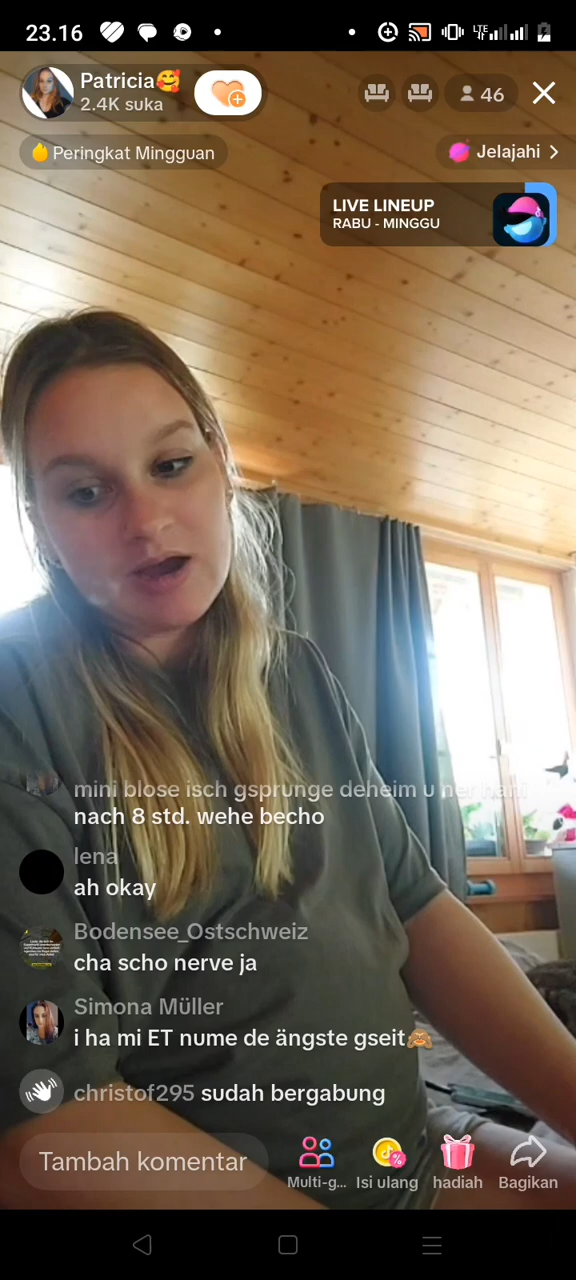 23.16
LTE
Patricia🥰
2.4K suka
46
Peringkat Mingguan
Jelajahi
LIVE LINEUP
RABU - MINGGU
mini blose isch gsprunge deheim u
nach 8 std. wehe becho
lena
ah okay
Bodensee_Ostschweiz
cha scho nerve ja
Simona Müller
i ha mi ET nume de ängste gseit🙈
christof295 sudah bergabung
Tambah komentar
Multi-g...
Isi ulang
hadiah
Bagikan